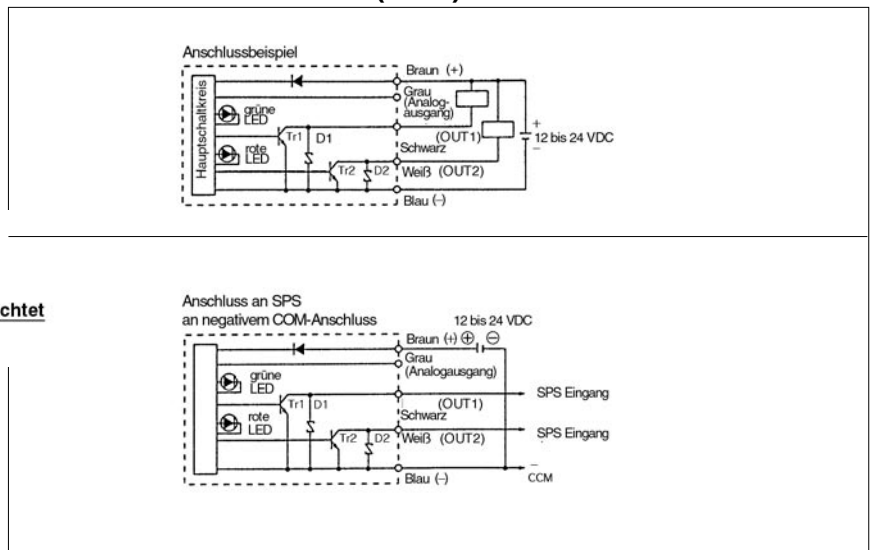 Anschlussbeispiel
Hauptschaltkreis
grüne
LED
rote
LED
Tr1
D1
Tr2
D2
Braun (+)
Grau
(Analog-
ausgang)
(OUT1)
Schwarz
Weiß (OUT2)
Blau (–)
+
12 bis 24 VDC
–
chtet
Anschluss an SPS
an negativem COM-Anschluss
12 bis 24 VDC
grüne
LED
rote
LED
Tr1
D1
Tr2
D2
Braun (+) ⊕ ⊖
Grau
(Analogausgang)
(OUT1)
SPS Eingang
Schwarz
Weiß (OUT2)
SPS Eingang
Blau (–)
–
CCM